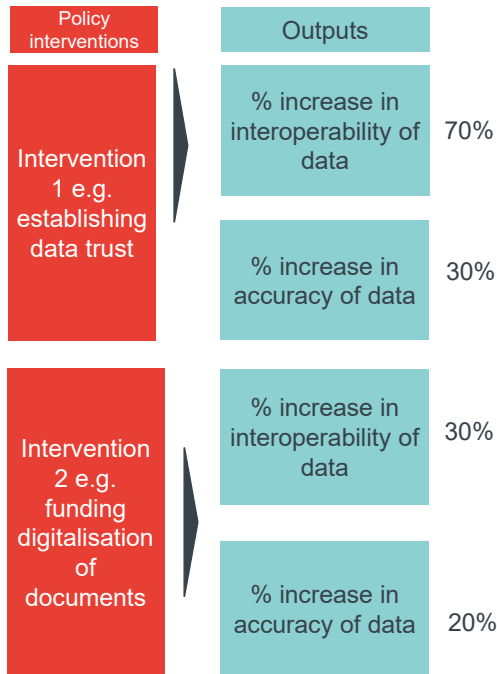 Policy
interventions
Outputs
Intervention
1 e.g.
establishing
data trust
% increase in
interoperability of
data
70%
% increase in
accuracy of data
30%
Intervention
2 e.g.
funding
digitalisation
of
documents
% increase in
interoperability of
data
30%
% increase in
accuracy of data
20%